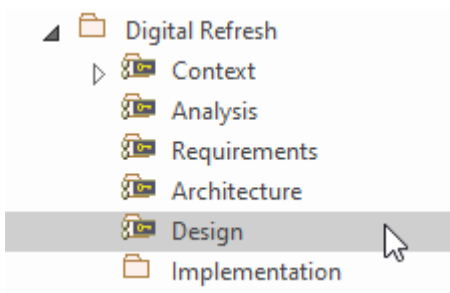 Digital Refresh
Context
Analysis
Requirements
Architecture
Design
Implementation